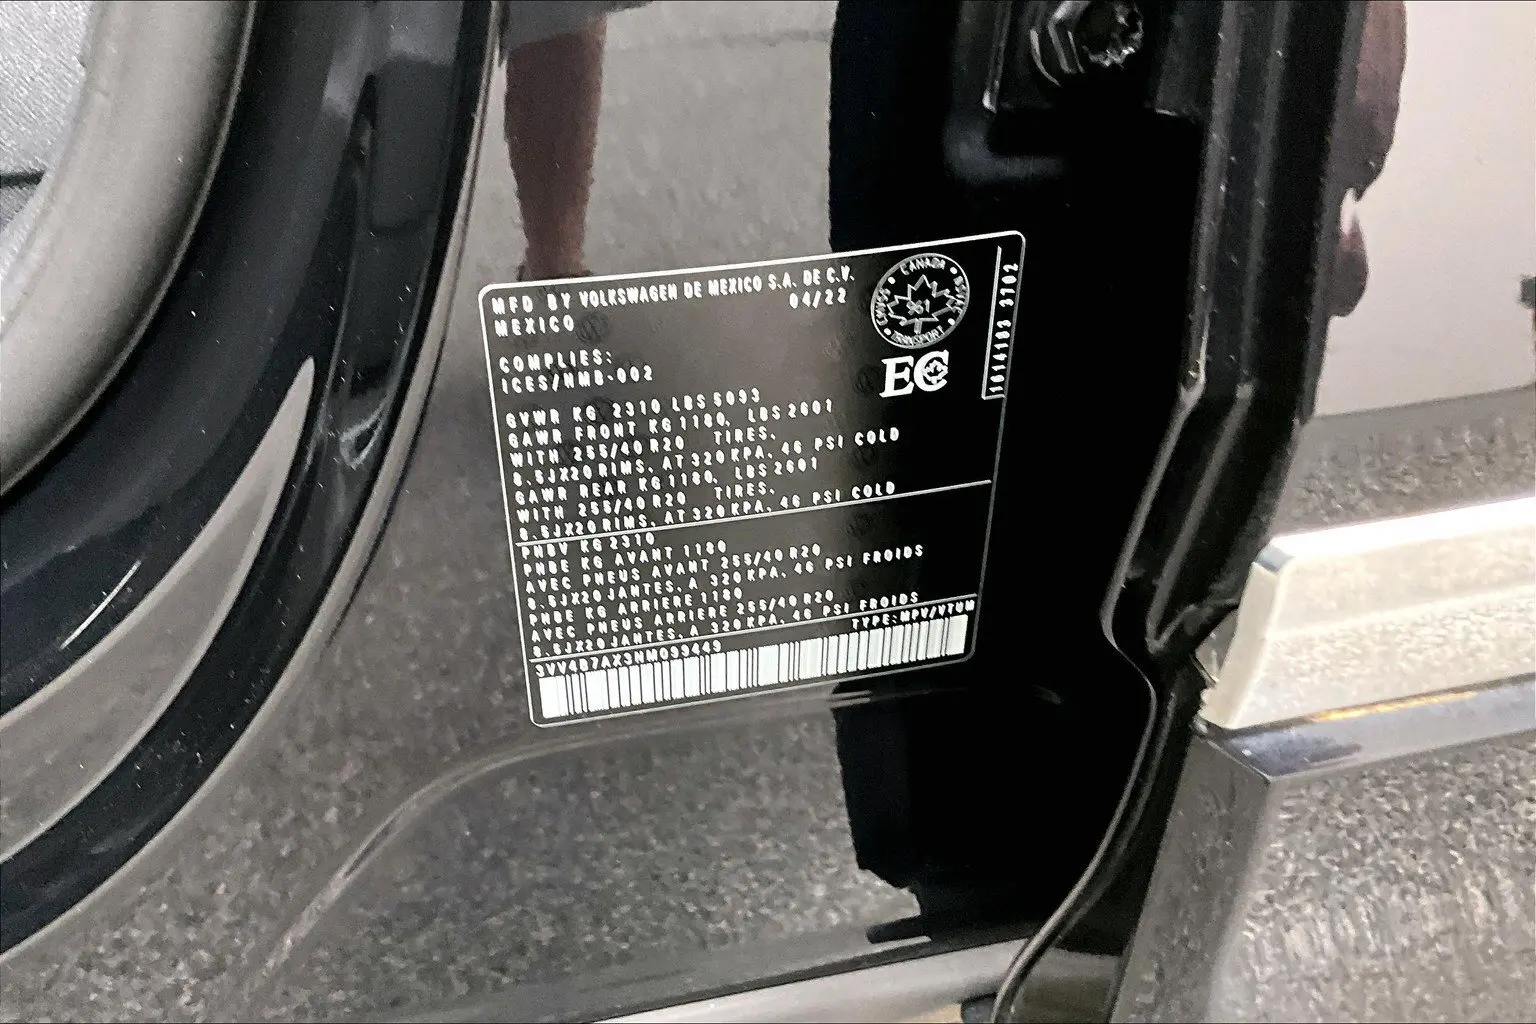 MFD BY VOLKSWAGEN DE MEXICO S.A. DE C.V.
MEXICO 04/22
COMPLIES:
ICES/NMB-002
GVWR KG 2310 LBS 5093
GAWR FRONT KG 1180, LBS 2601
WITH 255/40 R20 TIRES,
8.5JX20 RIMS, AT 320 KPA, 46 PSI COLD
GAWR REAR KG 1180, LBS 2601
WITH 255/40 R20 TIRES,
8.5JX20 RIMS, AT 320 KPA, 46 PSI COLD
PNBV KG 2310
PNBE KG AVANT 1180
AVEC PNEUS AVANT 255/40 R20
8.5JX20 JANTES, A 320 KPA, 46 PSI FROIDS
PNBE KG ARRIERE 1180
AVEC PNEUS ARRIERE 255/40 R20
8.5JX20 JANTES, A 320 KPA, 46 PSI FROIDS
TYPE:MPV/VTUM
3VV4B7AX3NM099449
CANADA
TRANSPORT
961
EC